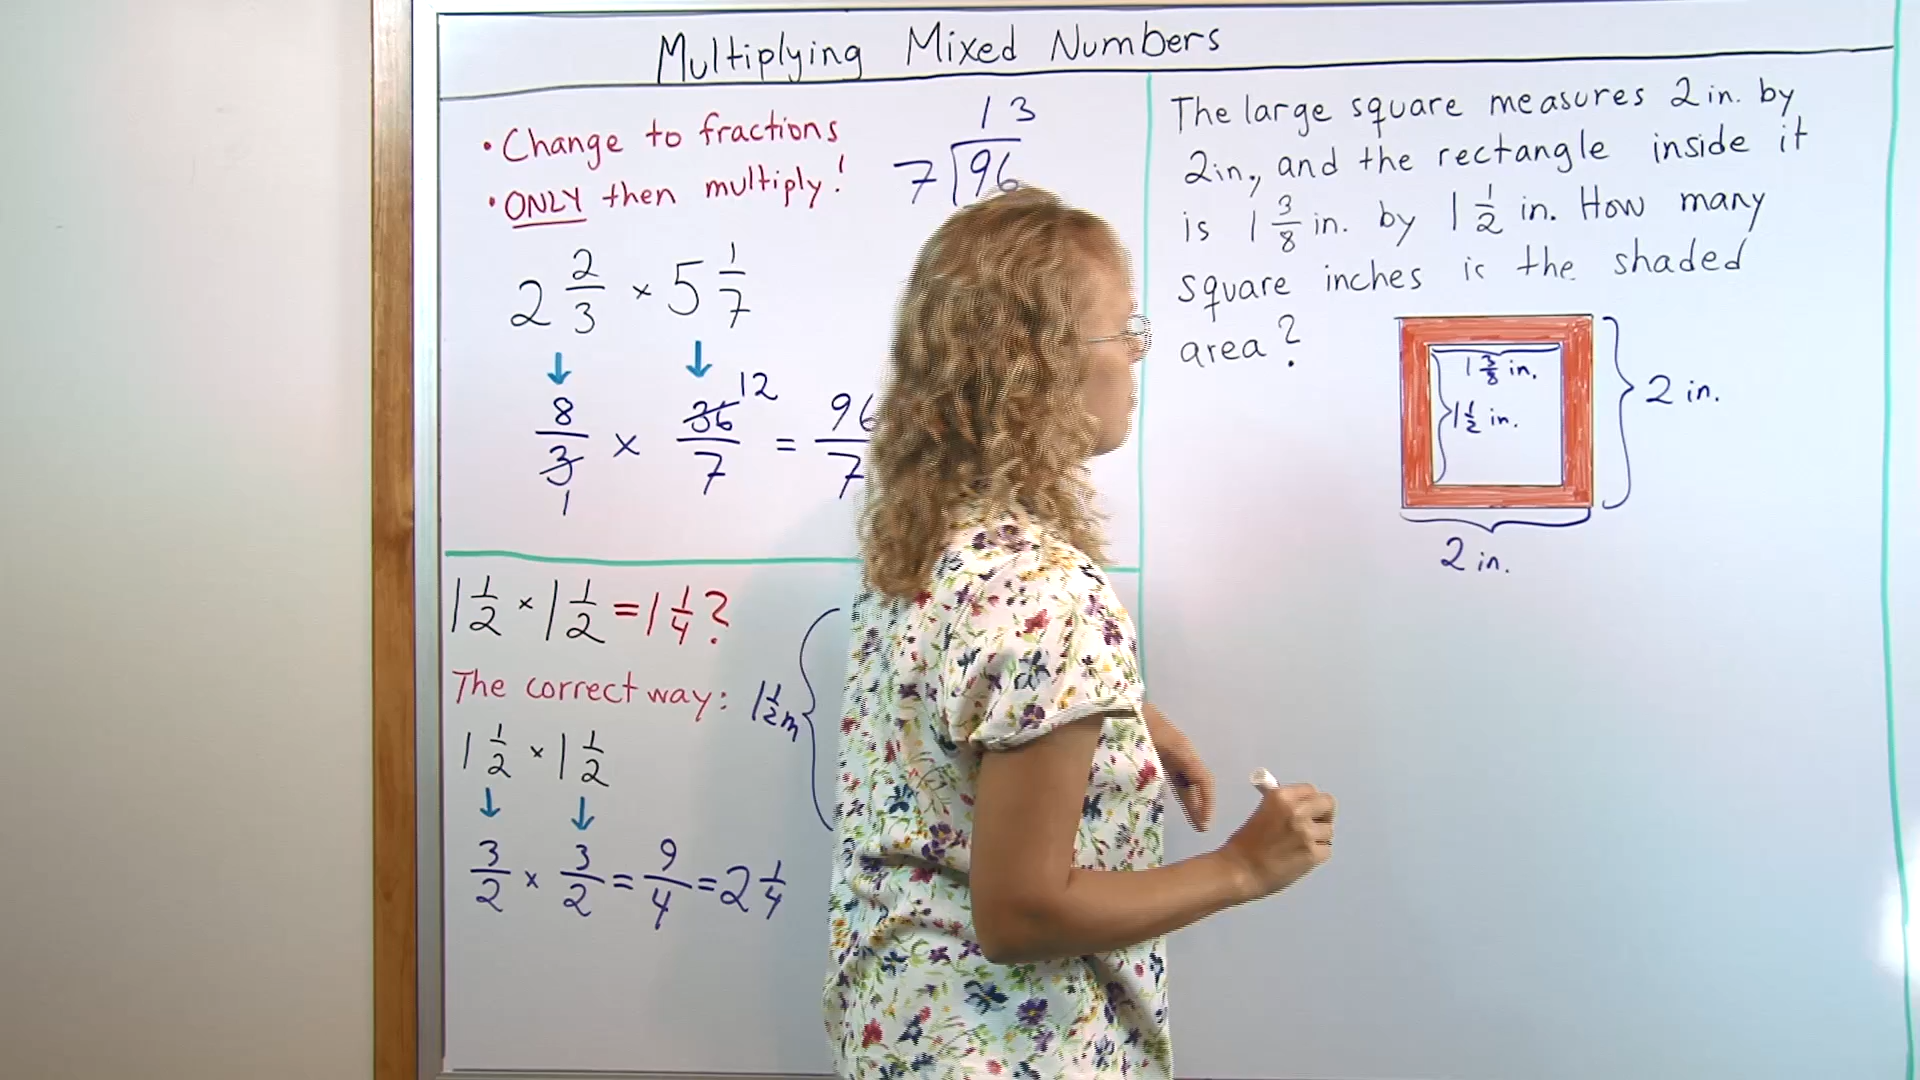 Multiplying Mixed Numbers
• Change to fractions
• ONLY then multiply!
13
7 96
2 2/3 × 5 1/7
↓ ↓
12
8/3 × 36/7 = 96/7
1
1 1/2 × 1 1/2 = 1 1/4?
The correct way:
1 1/2 m
1 1/2 × 1 1/2
↓ ↓
3/2 × 3/2 = 9/4 = 2 1/4
The large square measures 2 in. by
2in, and the rectangle inside it
is 1 3/8 in. by 1 1/2 in. How many
square inches is the shaded
area?
1 3/8 in.
1 1/2 in.
2 in.
2 in.